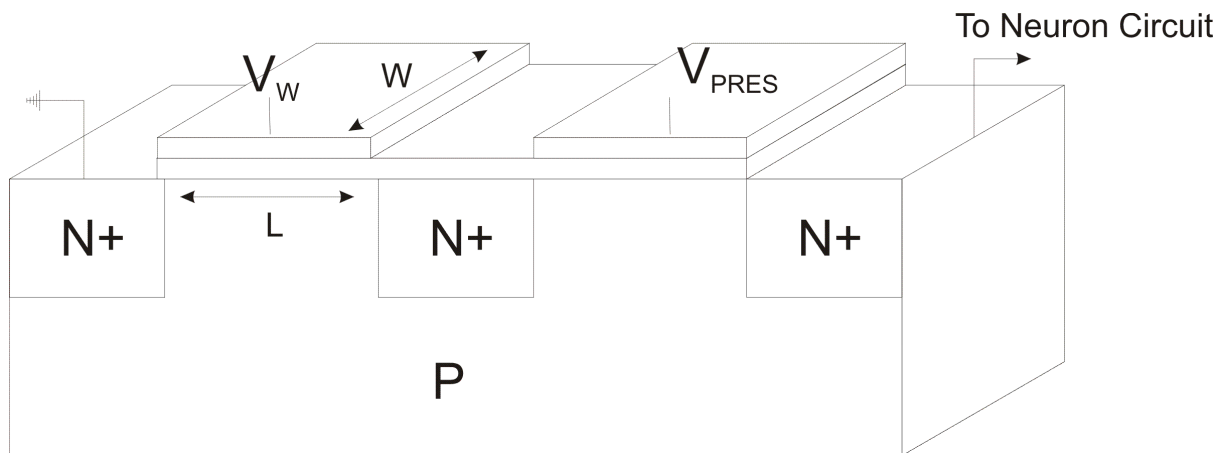 To Neuron Circuit
V_W
W
V_PRES
L
N+
N+
N+
P